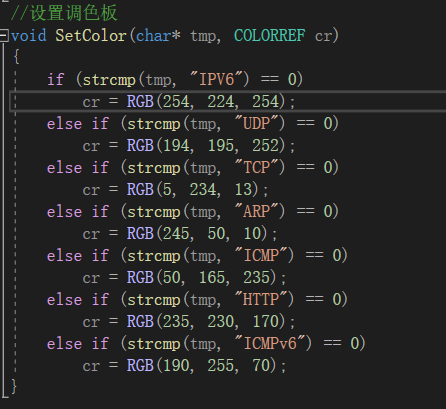 //设置调色板
void SetColor(char* tmp, COLORREF cr)
{
if (strcmp(tmp, "IPV6") == 0)
cr = RGB(254, 224, 254);
else if (strcmp(tmp, "UDP") == 0)
cr = RGB(194, 195, 252);
else if (strcmp(tmp, "TCP") == 0)
cr = RGB(5, 234, 13);
else if (strcmp(tmp, "ARP") == 0)
cr = RGB(245, 50, 10);
else if (strcmp(tmp, "ICMP") == 0)
cr = RGB(50, 165, 235);
else if (strcmp(tmp, "HTTP") == 0)
cr = RGB(235, 230, 170);
else if (strcmp(tmp, "ICMPv6") == 0)
cr = RGB(190, 255, 70);
}